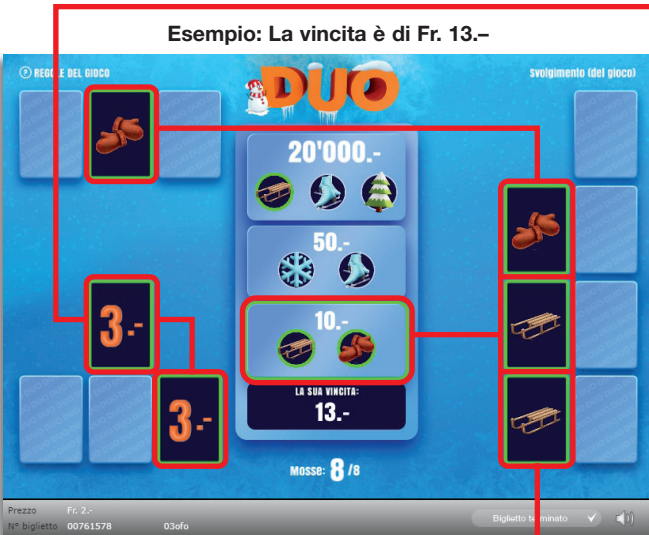 Esempio: La vincita è di Fr. 13.–
? REGOLE DEL GIOCO
DUO
Svolgimento (del gioco)
20'000.-
50.-
10.-
3.-
3.-
LA SUA VINCITA:
13.-
Mosse: 8 /8
Prezzo Fr. 2.-
N° biglietto 00761578 03ofo
Biglietto terminato